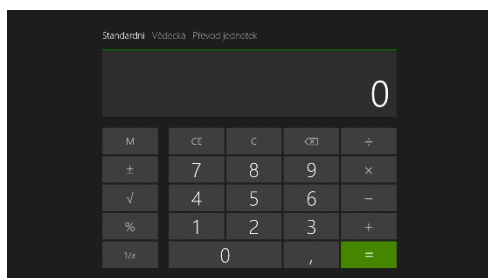 Standardní Vědecká Převod jednotek
0
M CE C ⌫ ÷
± 7 8 9 ×
√ 4 5 6 −
% 1 2 3 +
1/x 0 , =